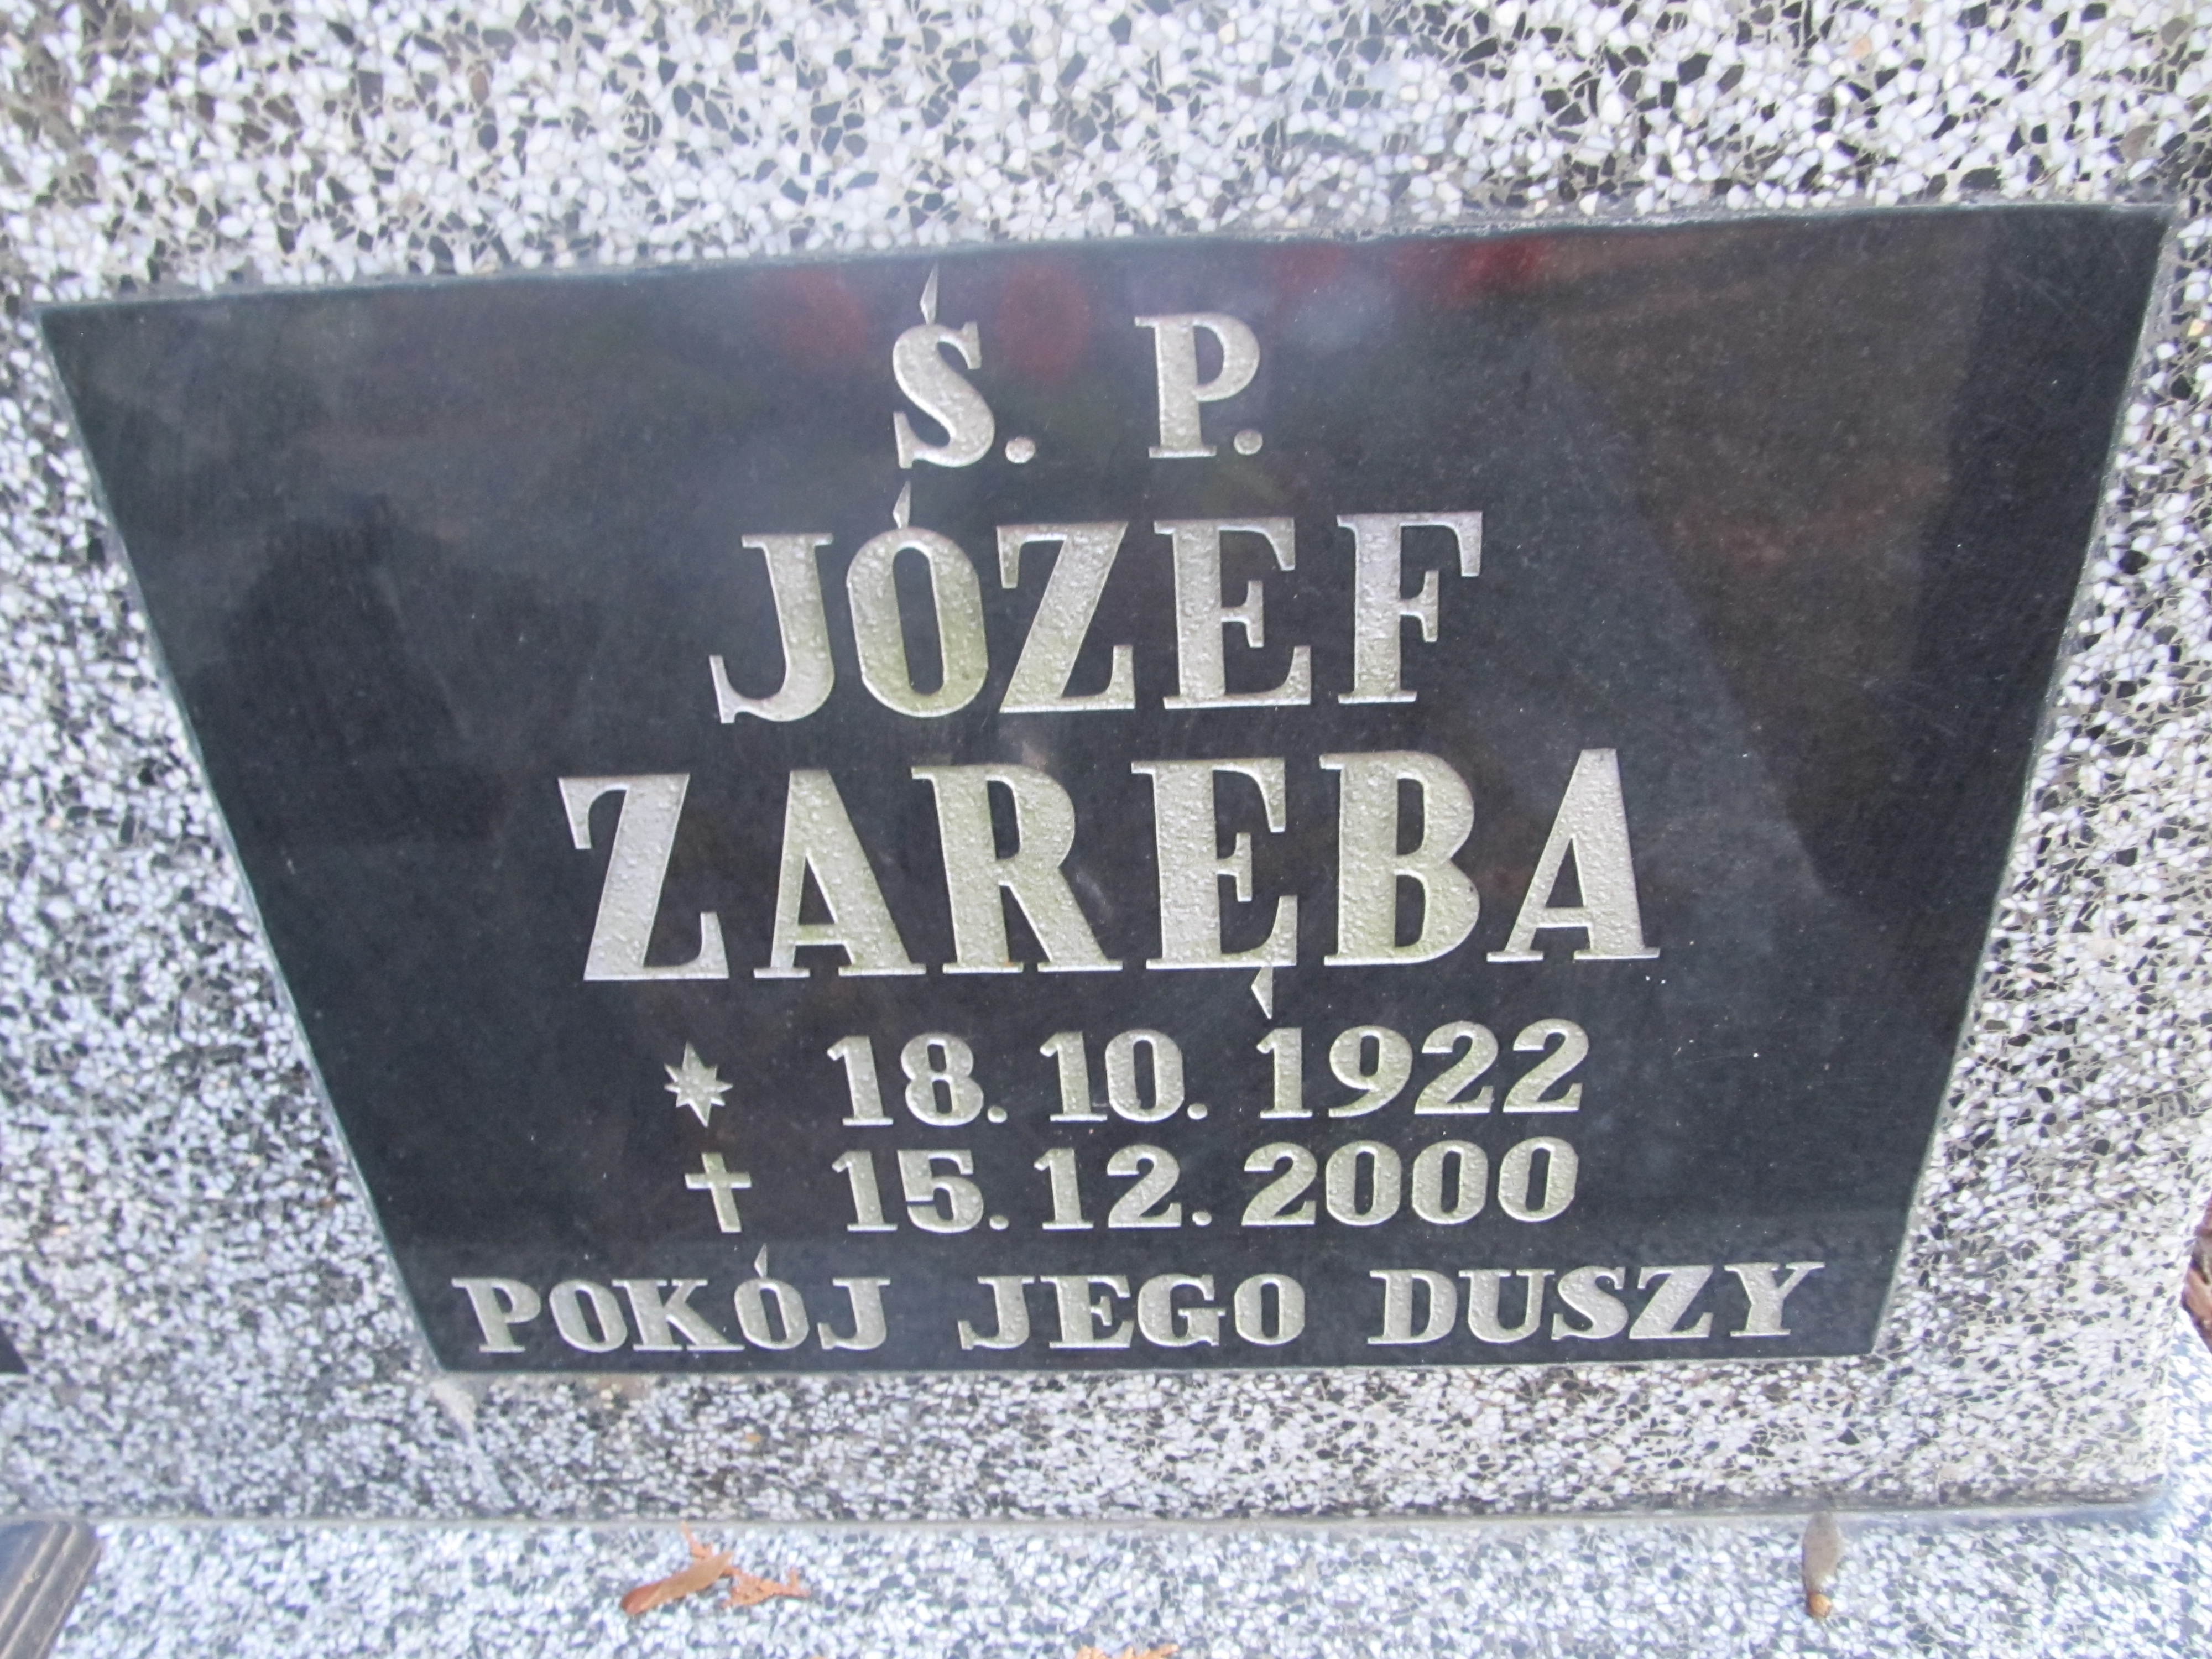 Ś. P.
JÓZEF
ZARĘBA
* 18. 10. 1922
✝ 15. 12. 2000
POKÓJ JEGO DUSZY